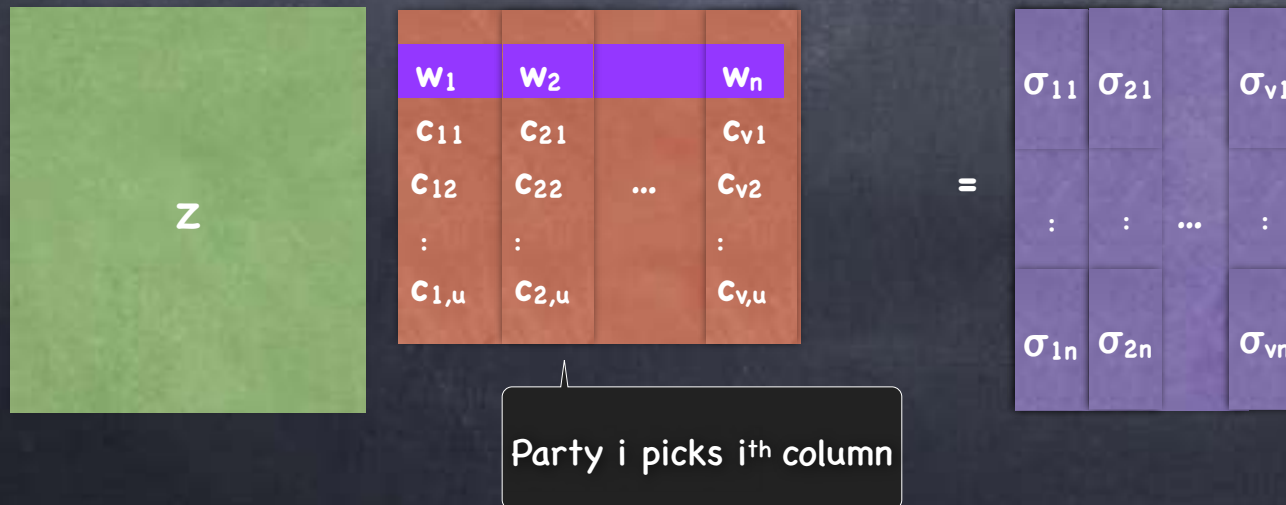 z
w₁ w₂ wₙ
c₁₁ c₂₁ cᵥ₁
c₁₂ c₂₂ ... cᵥ₂
: : :
c₁,ᵤ c₂,ᵤ cᵥ,ᵤ
=
σ₁₁ σ₂₁ σᵥ₁
: : ... :
σ₁ₙ σ₂ₙ σᵥₙ
Party i picks iᵗʰ column